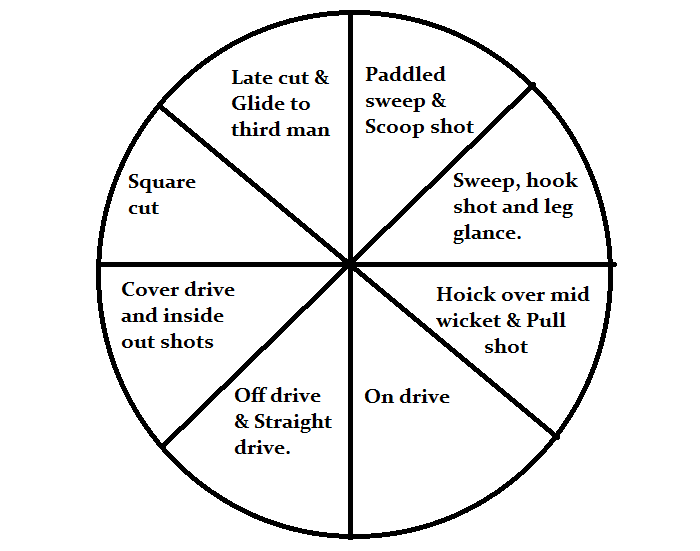 Late cut &
Glide to
third man
Paddled
sweep &
Scoop shot
Square
cut
Sweep, hook
shot and leg
glance.
Cover drive
and inside
out shots
Hoick over mid
wicket & Pull
shot
Off drive
& Straight
drive.
On drive